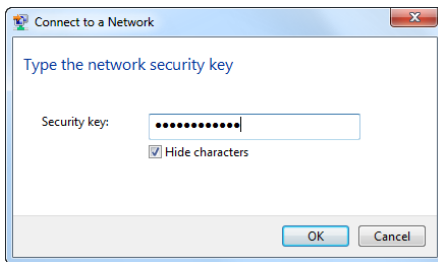 Connect to a Network
Type the network security key
Security key: ••••••••••••
Hide characters
OK Cancel